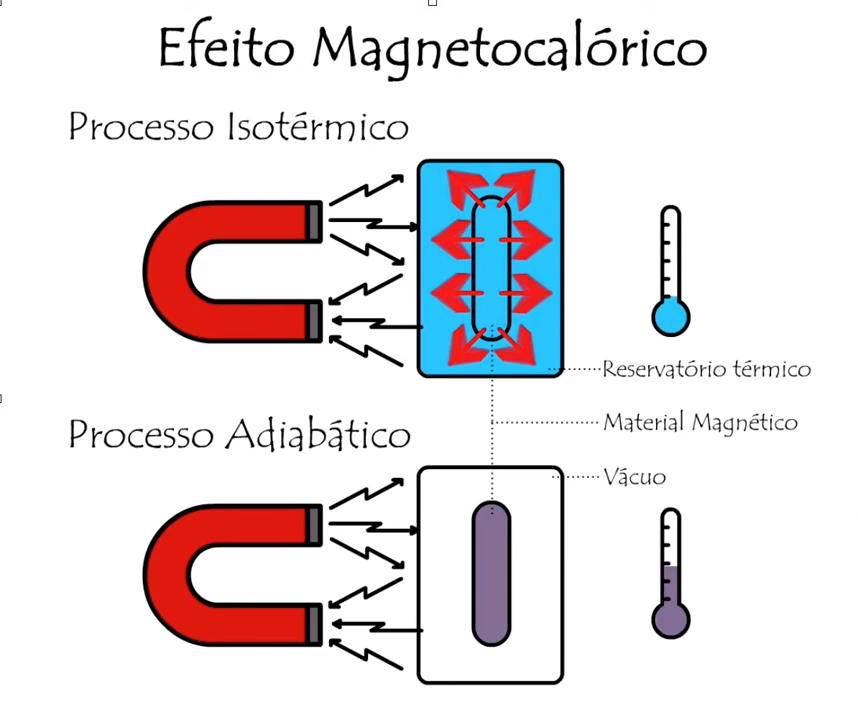 Efeito Magnetocalórico
Processo Isotérmico
Reservatório térmico
Material Magnético
Processo Adiabático
Vácuo